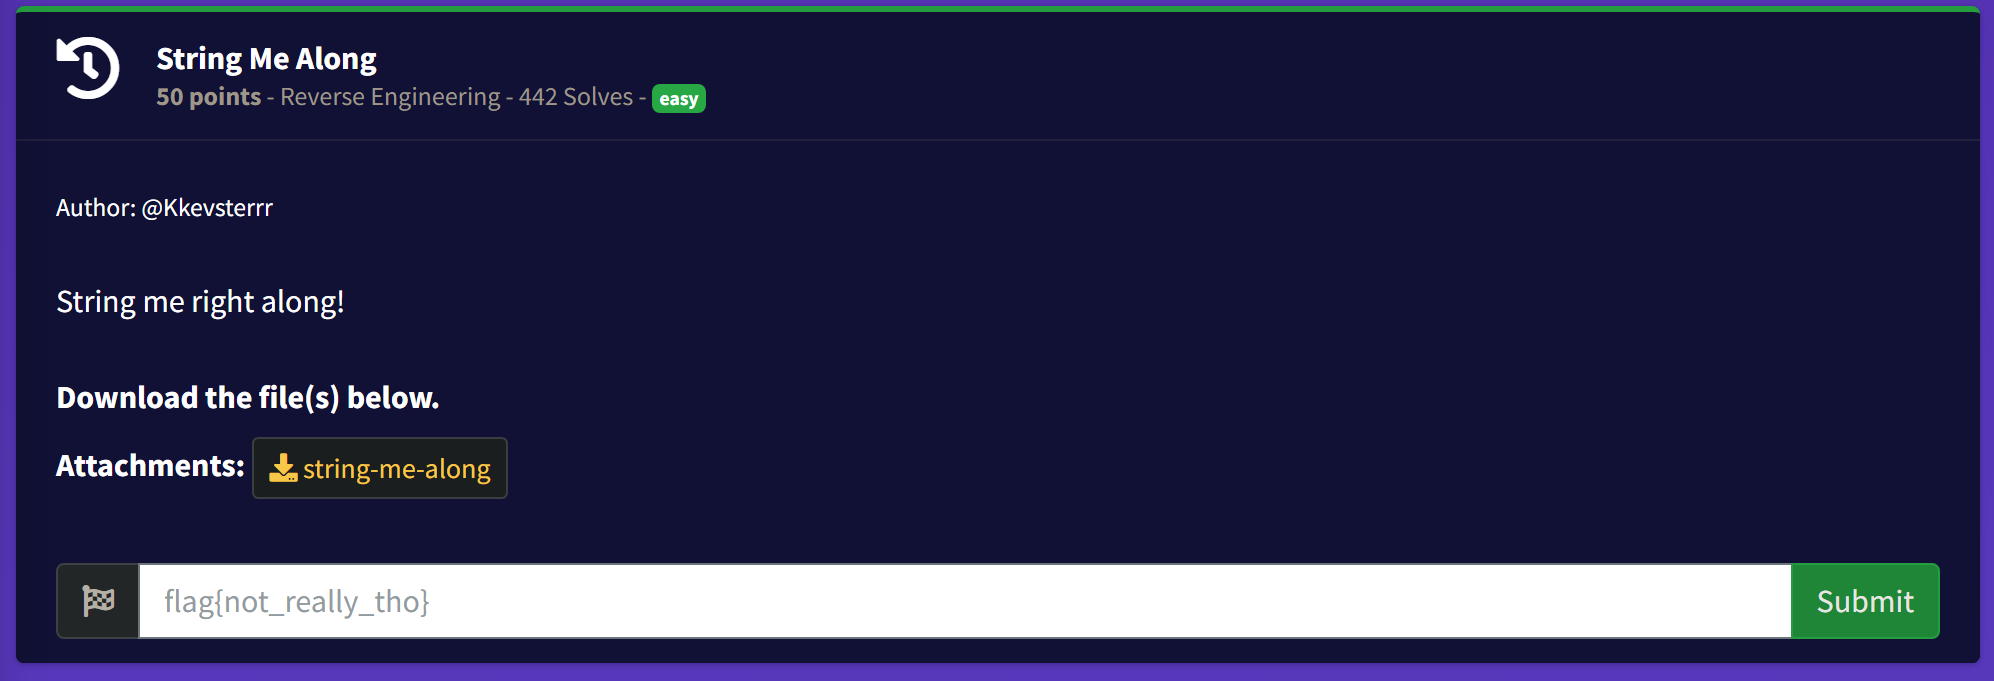 String Me Along
50 points - Reverse Engineering - 442 Solves - easy
Author: @Kkevsterrr
String me right along!
Download the file(s) below.
Attachments: string-me-along
flag{not_really_tho} Submit